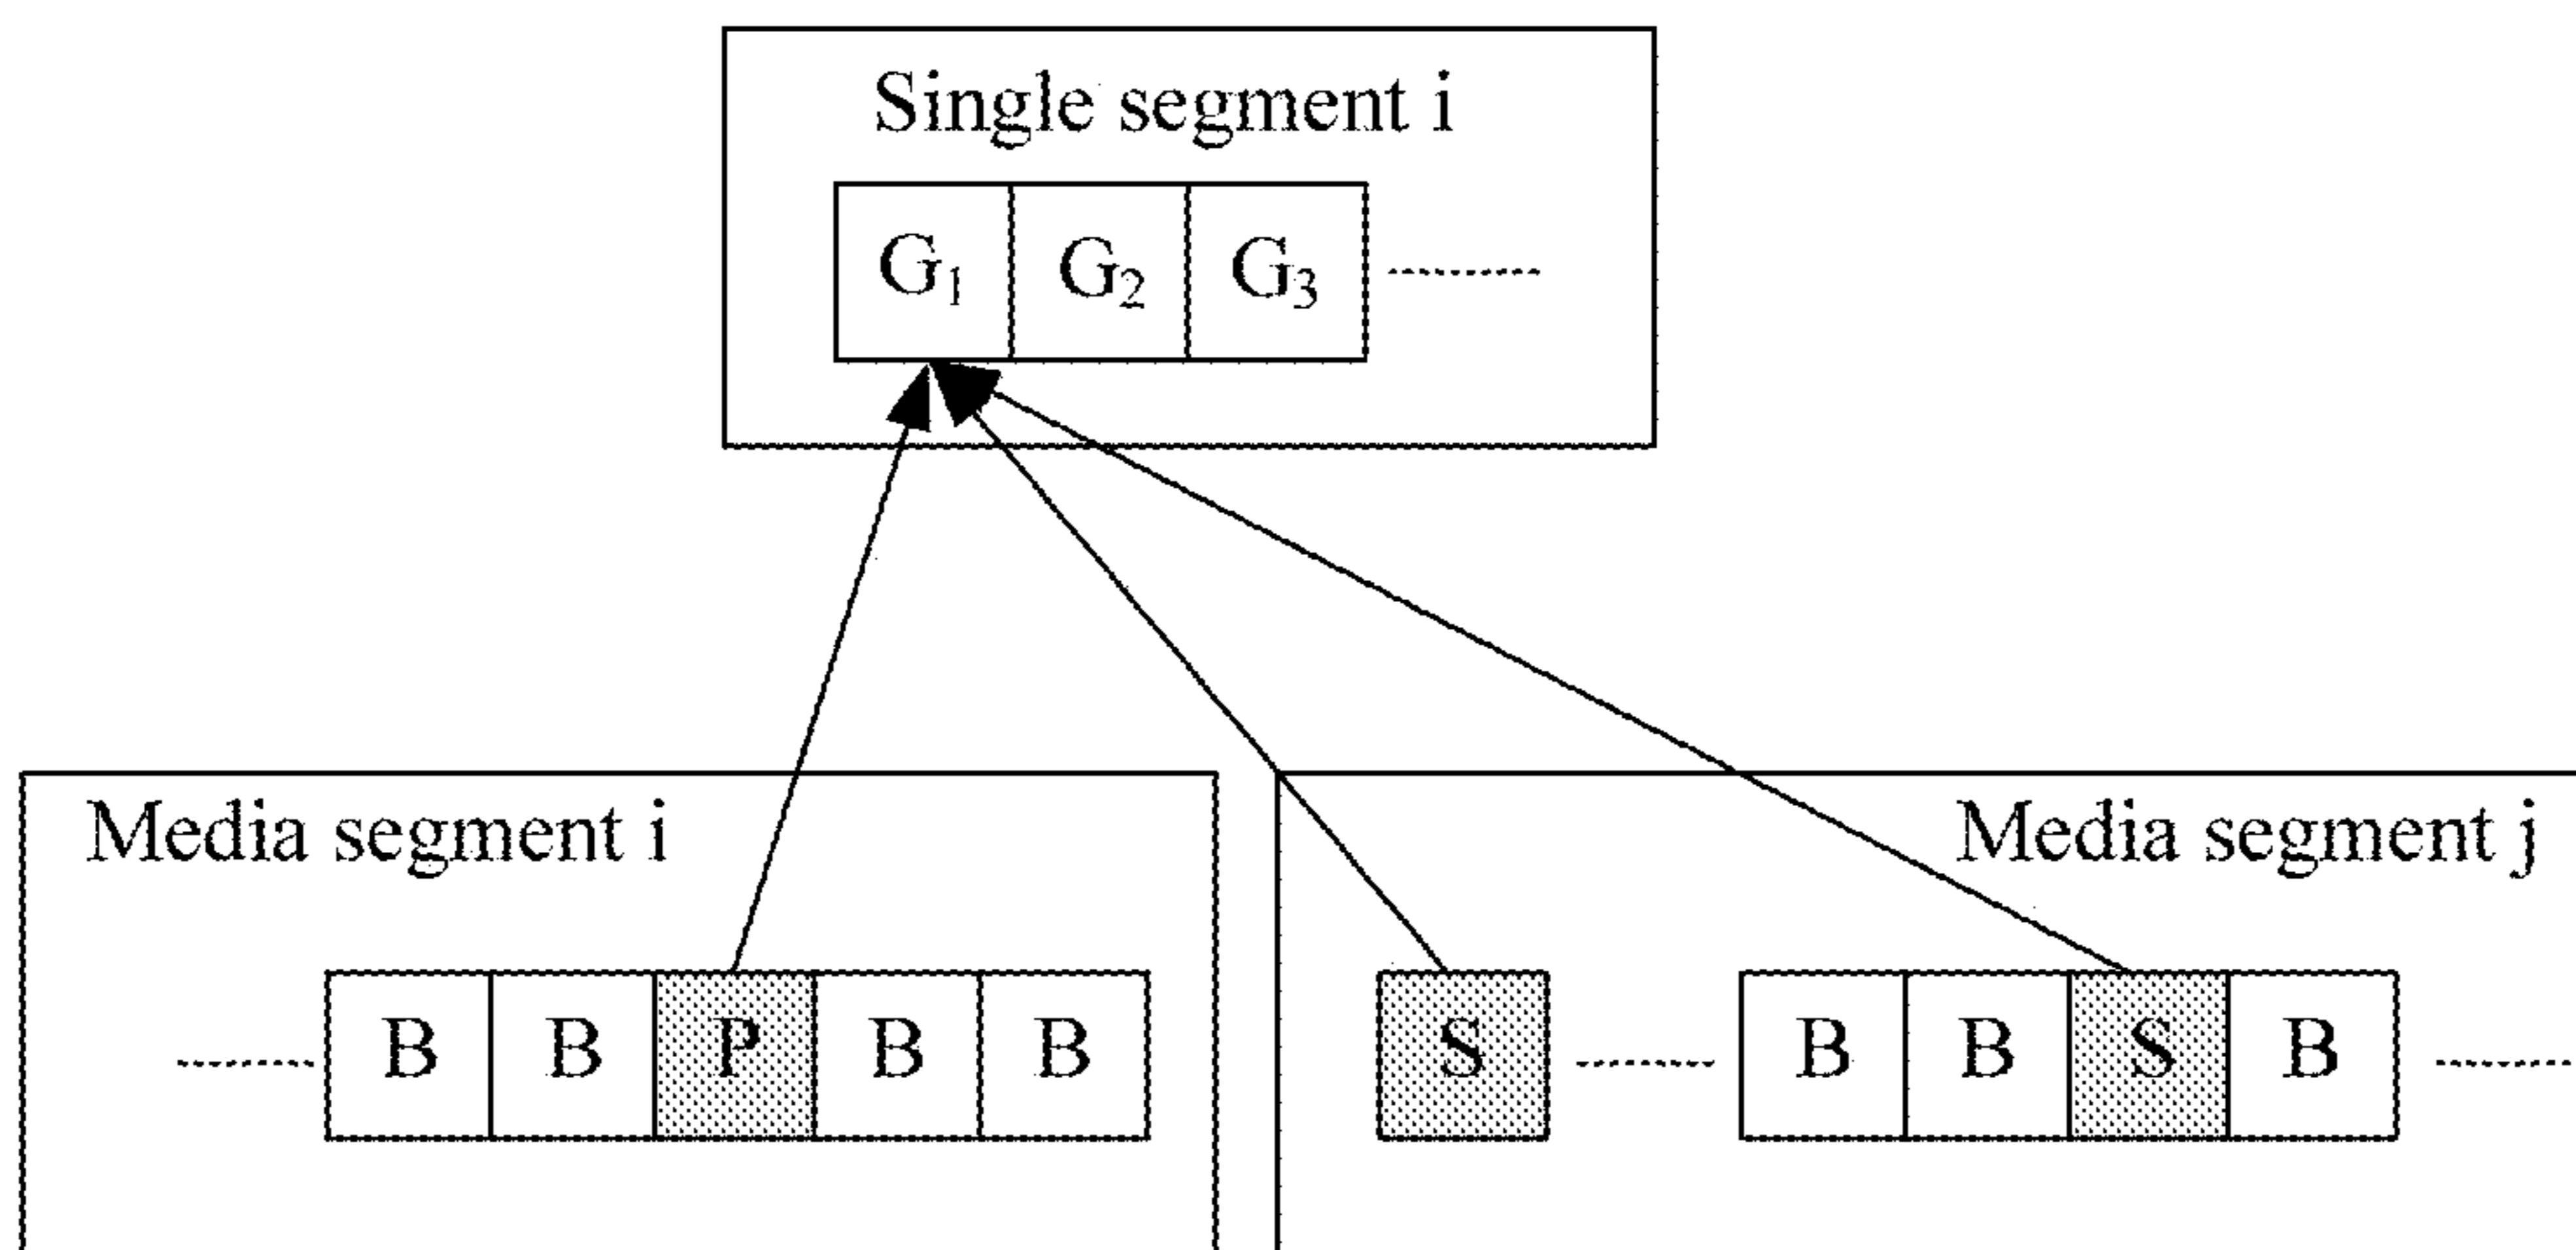 Single segment i
G₁ G₂ G₃
Media segment i
Media segment j
B B P B B
S B B S B